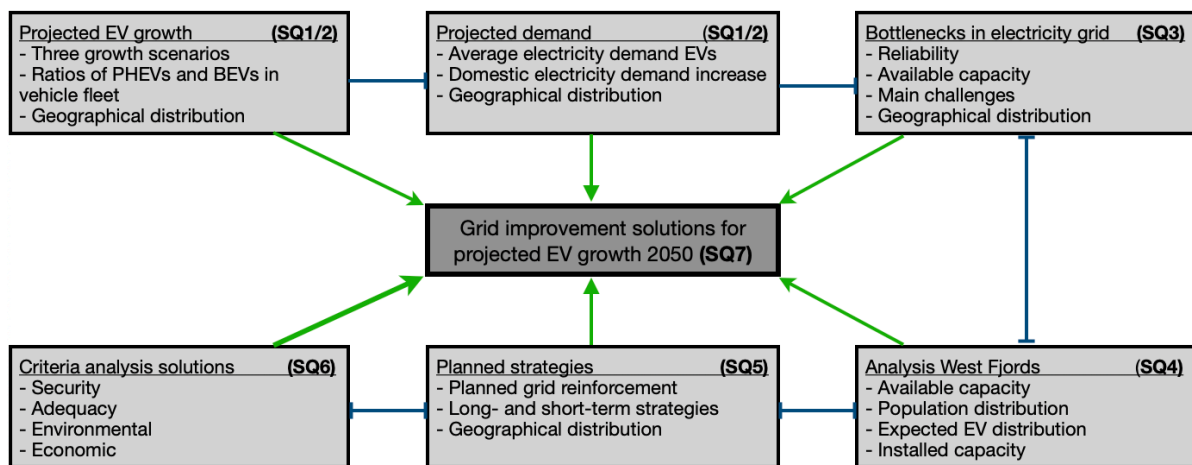 Projected EV growth (SQ1/2)
- Three growth scenarios
- Ratios of PHEVs and BEVs in
vehicle fleet
- Geographical distribution
Projected demand (SQ1/2)
- Average electricity demand EVs
- Domestic electricity demand increase
- Geographical distribution
Bottlenecks in electricity grid (SQ3)
- Reliability
- Available capacity
- Main challenges
- Geographical distribution
Grid improvement solutions for
projected EV growth 2050 (SQ7)
Criteria analysis solutions (SQ6)
- Security
- Adequacy
- Environmental
- Economic
Planned strategies (SQ5)
- Planned grid reinforcement
- Long- and short-term strategies
- Geographical distribution
Analysis West Fjords (SQ4)
- Available capacity
- Population distribution
- Expected EV distribution
- Installed capacity